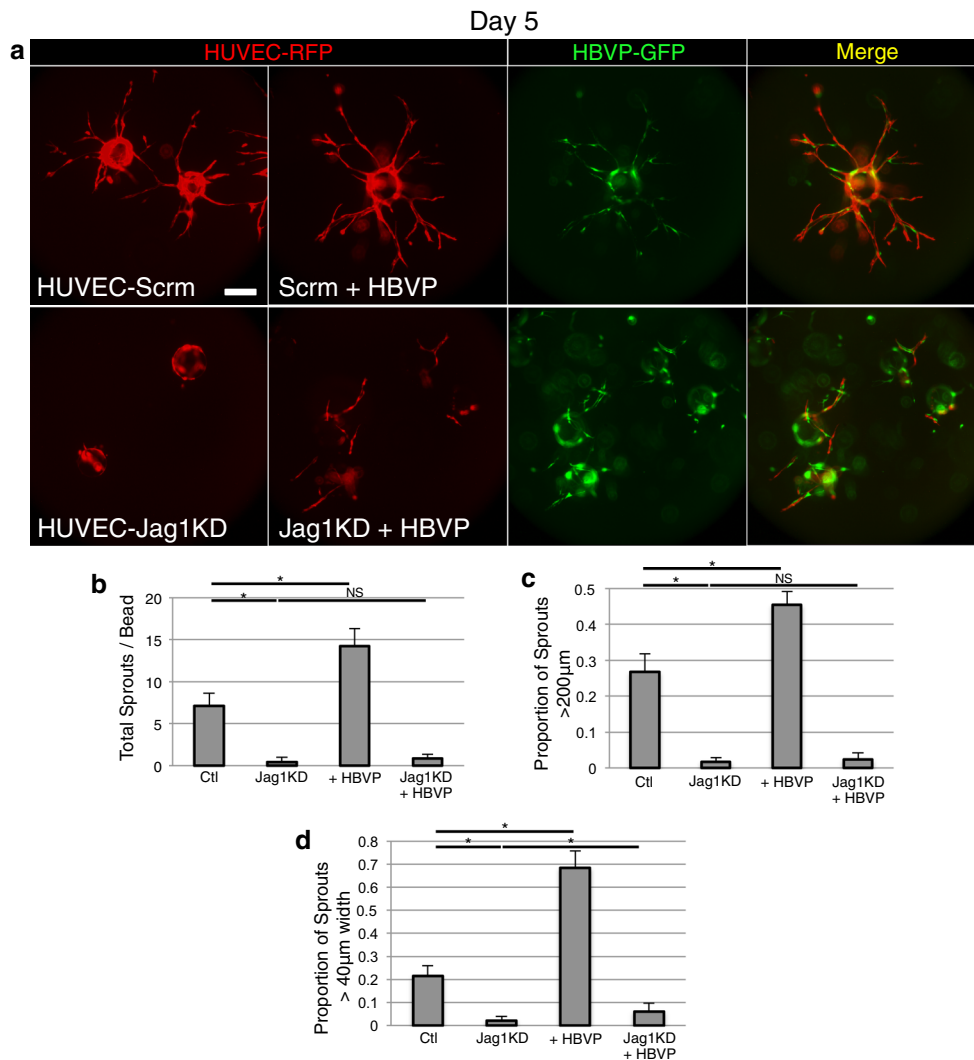 Day 5
a
HUVEC-RFP
HBVP-GFP
Merge
HUVEC-Scrm
Scrm + HBVP
HUVEC-Jag1KD
Jag1KD + HBVP
b
*
*
NS
Total Sprouts / Bead
20
15
10
5
0
Ctl
Jag1KD
+ HBVP
Jag1KD
+ HBVP
c
*
*
NS
Proportion of Sprouts
>200µm
0.5
0.4
0.3
0.2
0.1
0
Ctl
Jag1KD
+ HBVP
Jag1KD
+ HBVP
d
*
*
*
Proportion of Sprouts
> 40µm width
0.8
0.7
0.6
0.5
0.4
0.3
0.2
0.1
0
Ctl
Jag1KD
+ HBVP
Jag1KD
+ HBVP